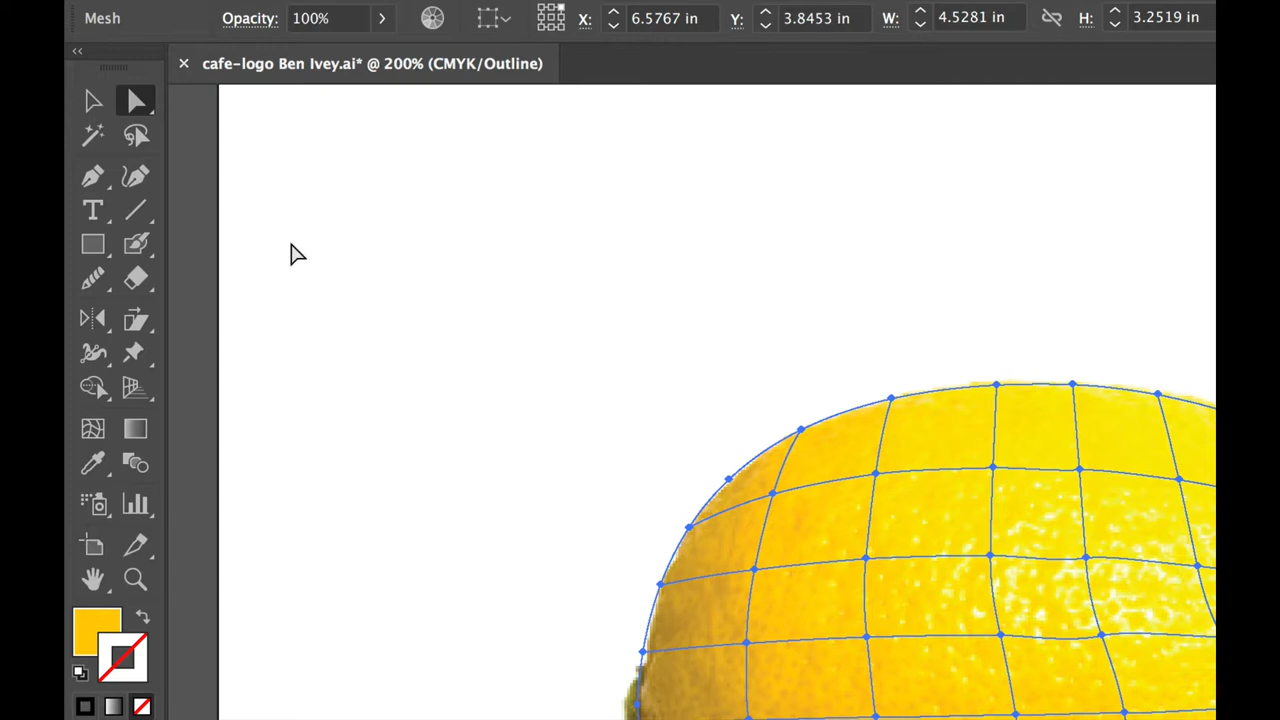 Mesh Opacity: 100% X: 6.5767 in Y: 3.8453 in W: 4.5281 in H: 3.2519 in
× cafe-logo Ben Ivey.ai* @ 200% (CMYK/Outline)